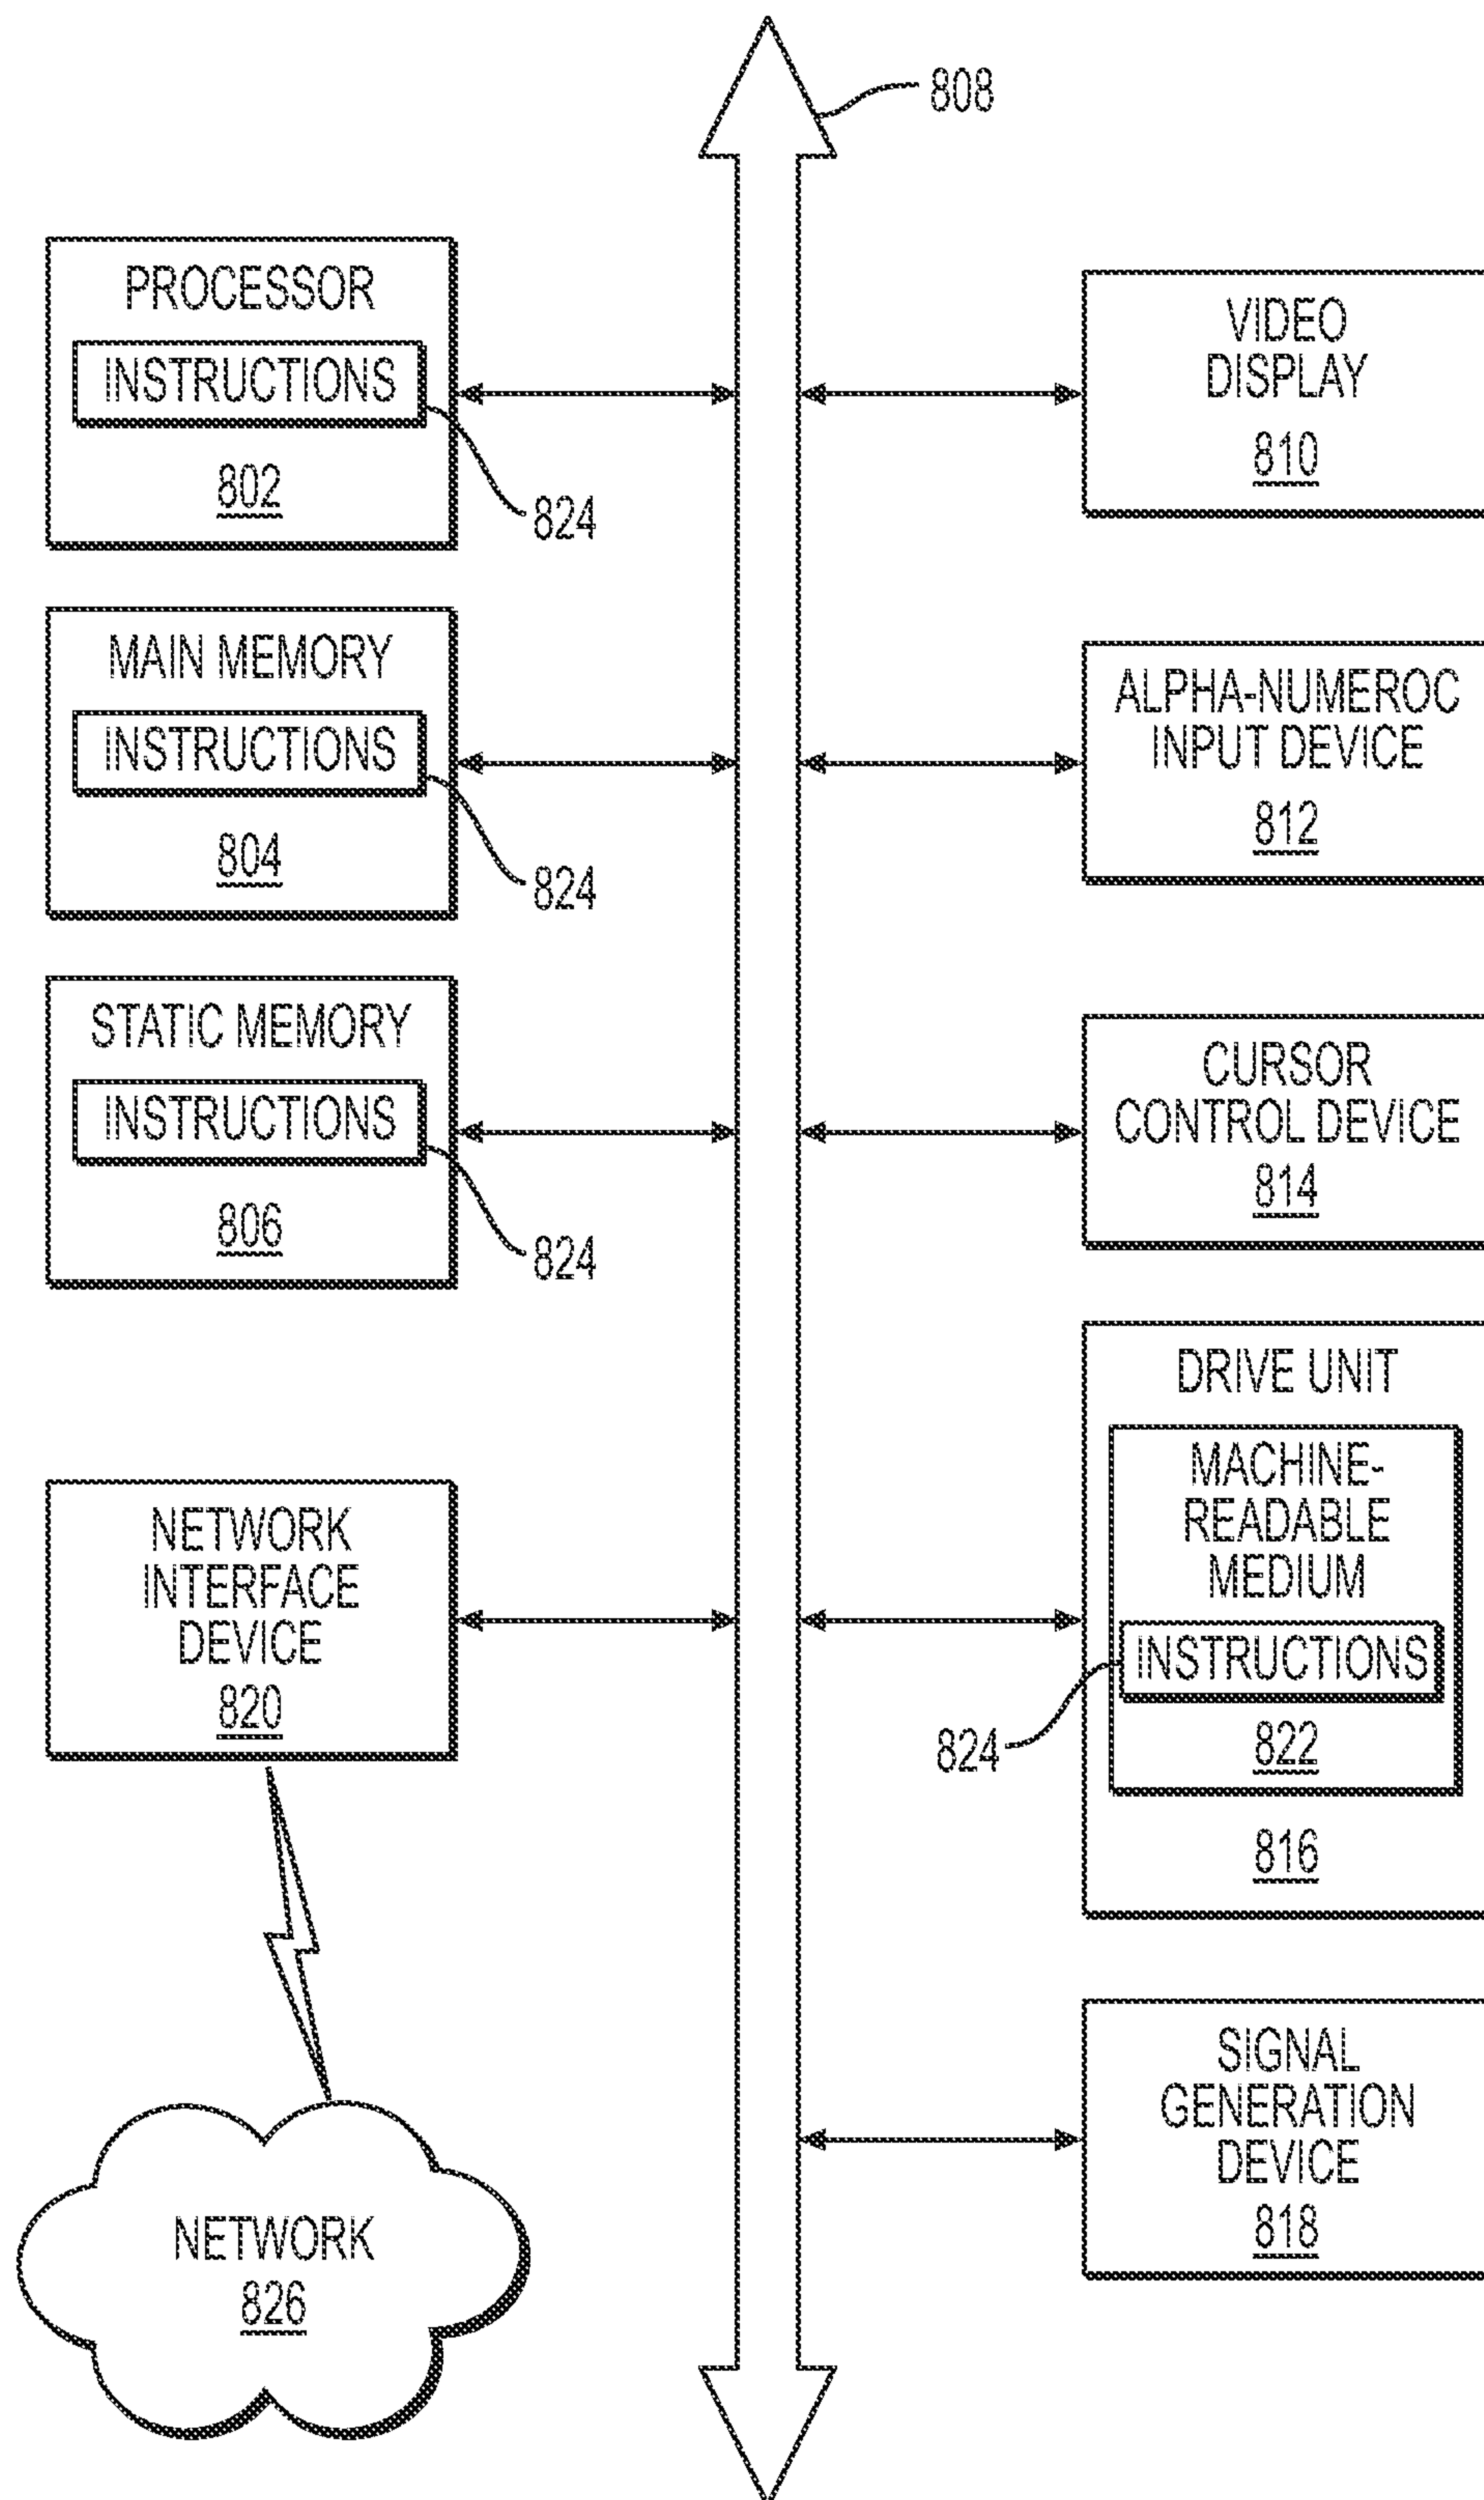 808
PROCESSOR
INSTRUCTIONS
802
824
MAIN MEMORY
INSTRUCTIONS
804
824
STATIC MEMORY
INSTRUCTIONS
806
824
NETWORK
INTERFACE
DEVICE
820
NETWORK
826
VIDEO
DISPLAY
810
ALPHA-NUMEROC
INPUT DEVICE
812
CURSOR
CONTROL DEVICE
814
DRIVE UNIT
MACHINE-
READABLE
MEDIUM
INSTRUCTIONS
824
822
816
SIGNAL
GENERATION
DEVICE
818